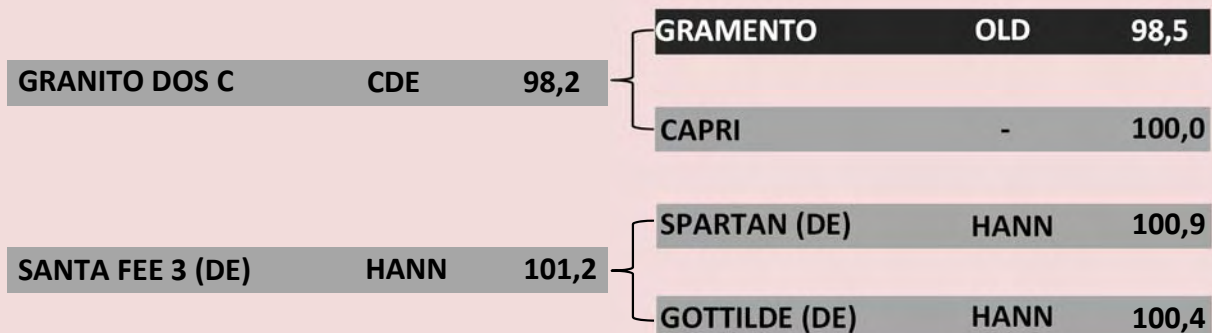 GRAMENTO OLD 98,5
GRANITO DOS C CDE 98,2
CAPRI - 100,0
SPARTAN (DE) HANN 100,9
SANTA FEE 3 (DE) HANN 101,2
GOTTILDE (DE) HANN 100,4